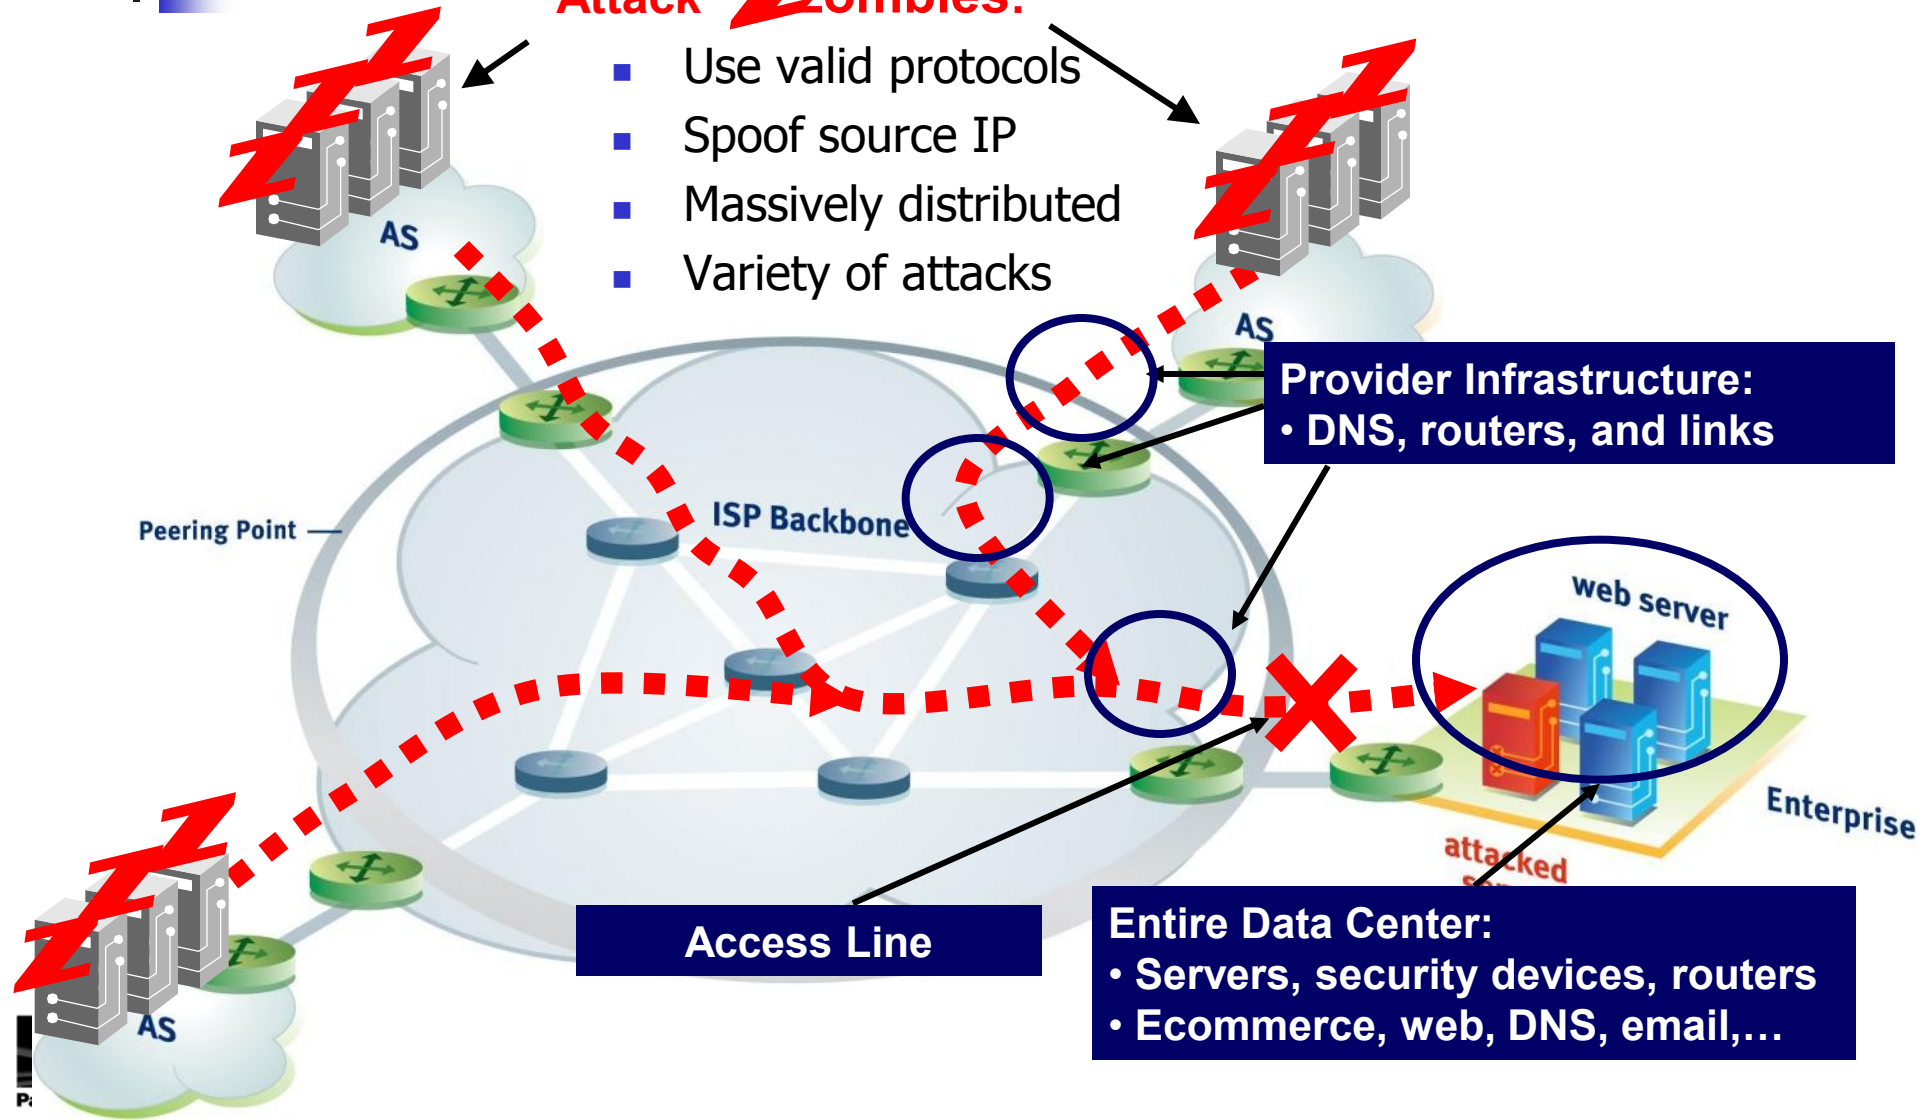 Attack Zombies:
Use valid protocols
Spoof source IP
Massively distributed
Variety of attacks
AS
AS
Provider Infrastructure:
• DNS, routers, and links
ISP Backbone
Peering Point
web server
Enterprise
attacked
Access Line
Entire Data Center:
• Servers, security devices, routers
• Ecommerce, web, DNS, email,...
AS